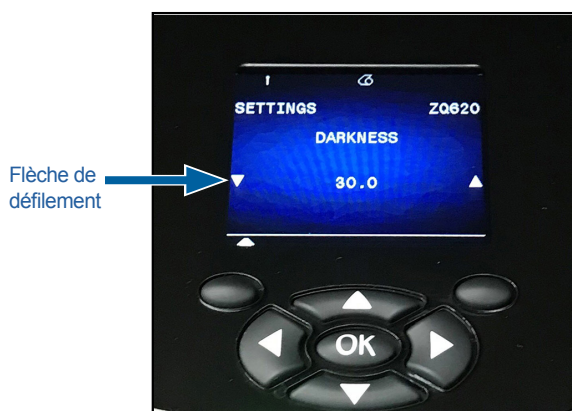 SETTINGS ZQ620
DARKNESS
Flèche de
défilement
30.0
OK